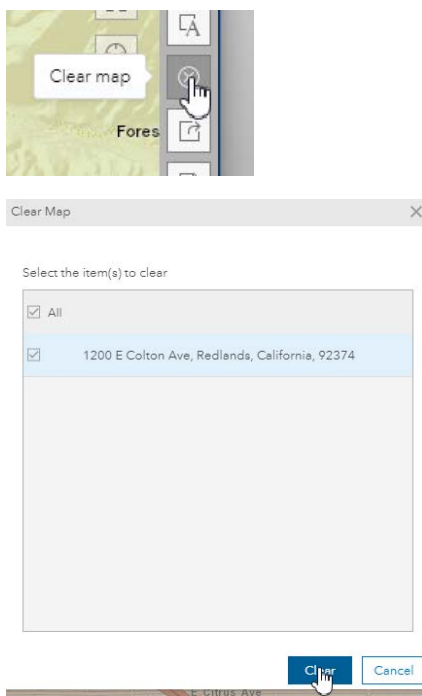 A
Clear map
Fores
Clear Map
Select the item(s) to clear
All
1200 E Colton Ave, Redlands, California, 92374
Clear
Cancel
E Citrus Ave